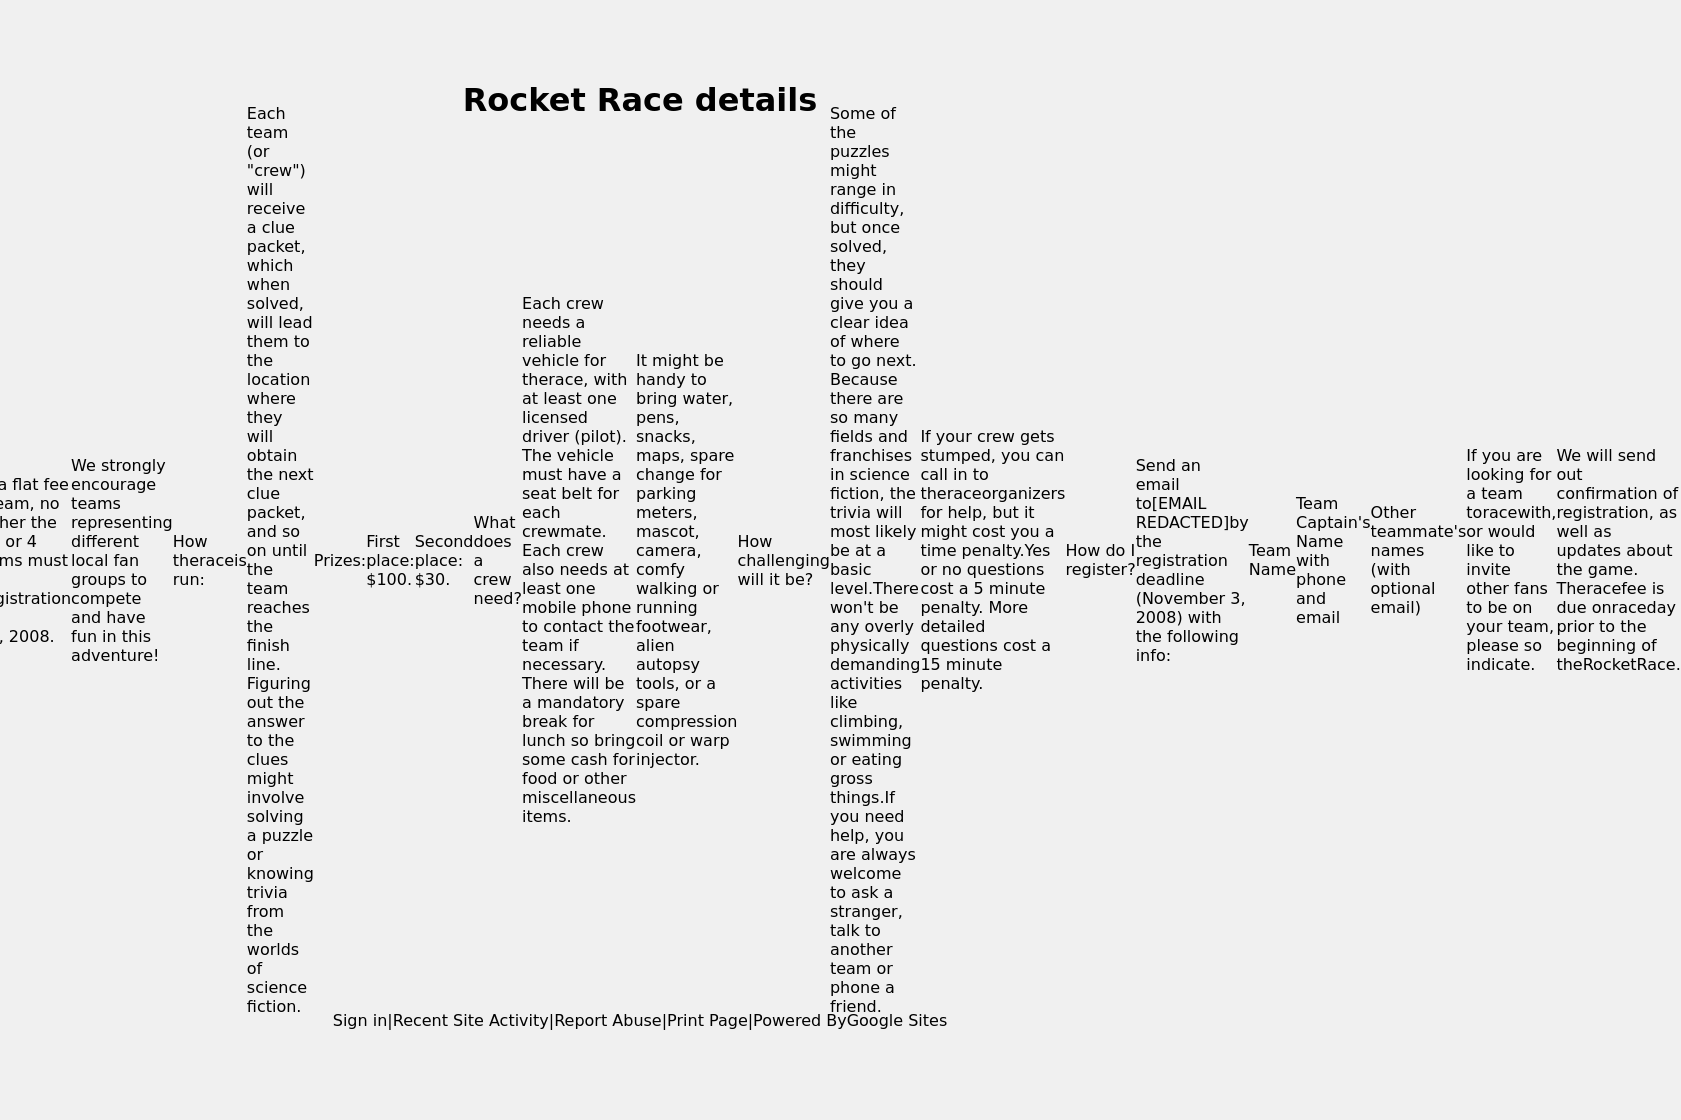 Rocket Race details
a flat fee
eam, no
her the
or 4
ms must
gistration
, 2008.
We strongly
encourage
teams
representing
different
local fan
groups to
compete
and have
fun in this
adventure!
How
theraceis
run:
Each
team
(or
"crew")
will
receive
a clue
packet,
which
when
solved,
will lead
them to
the
location
where
they
will
obtain
the next
clue
packet,
and so
on until
the
team
reaches
the
finish
line.
Figuring
out the
answer
to the
clues
might
involve
solving
a puzzle
or
knowing
trivia
from
the
worlds
of
science
fiction.
Prizes:
First
place:
$100.
Second
place:
$30.
What
does
a
crew
need?
Each crew
needs a
reliable
vehicle for
therace, with
at least one
licensed
driver (pilot).
The vehicle
must have a
seat belt for
each
crewmate.
Each crew
also needs at
least one
mobile phone
to contact the
team if
necessary.
There will be
a mandatory
break for
lunch so bring
some cash for
food or other
miscellaneous
items.
It might be
handy to
bring water,
pens,
snacks,
maps, spare
change for
parking
meters,
mascot,
camera,
comfy
walking or
running
footwear,
alien
autopsy
tools, or a
spare
compression
coil or warp
injector.
How
challenging
will it be?
Some of
the
puzzles
might
range in
difficulty,
but once
solved,
they
should
give you a
clear idea
of where
to go next.
Because
there are
so many
fields and
franchises
in science
fiction, the
trivia will
most likely
be at a
basic
level.There
won't be
any overly
physically
demanding
activities
like
climbing,
swimming
or eating
gross
things.If
you need
help, you
are always
welcome
to ask a
stranger,
talk to
another
team or
phone a
friend.
If your crew gets
stumped, you can
call in to
theraceorganizers
for help, but it
might cost you a
time penalty.Yes
or no questions
cost a 5 minute
penalty. More
detailed
questions cost a
15 minute
penalty.
How do I
register?
Send an
email
to[EMAIL
REDACTED]by
the
registration
deadline
(November 3,
2008) with
the following
info:
Team
Name
Team
Captain's
Name
with
phone
and
email
Other
teammate's
names
(with
optional
email)
If you are
looking for
a team
toracewith,
or would
like to
invite
other fans
to be on
your team,
please so
indicate.
We will send
out
confirmation of
registration, as
well as
updates about
the game.
Theracefee is
due onraceday
prior to the
beginning of
theRocketRace.
Sign in|Recent Site Activity|Report Abuse|Print Page|Powered ByGoogle Sites